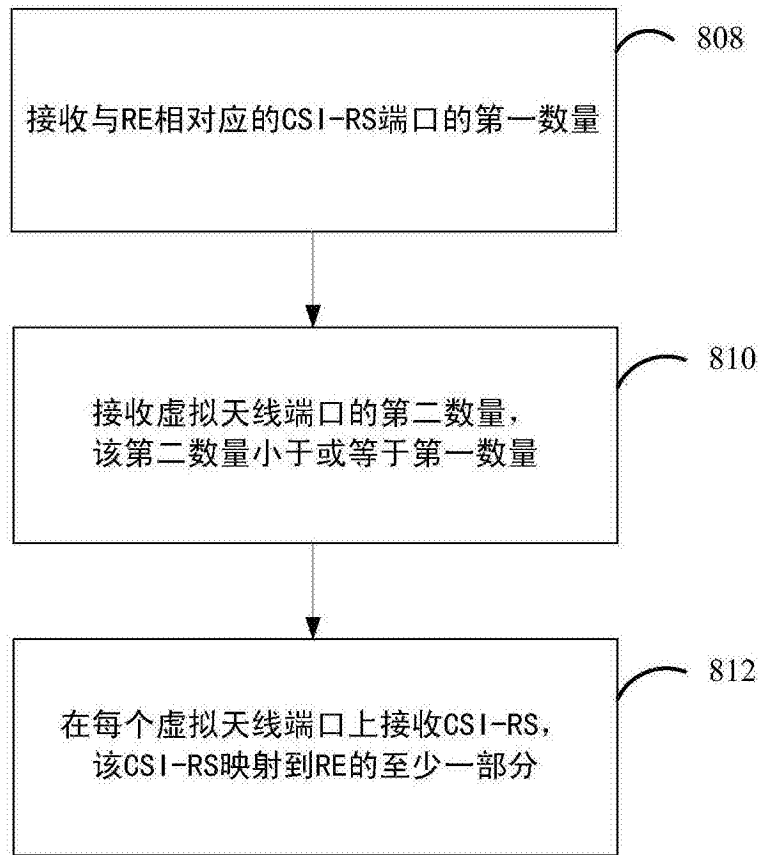 808
接收与RE相对应的CSI-RS端口的第一数量
810
接收虚拟天线端口的第二数量，
该第二数量小于或等于第一数量
812
在每个虚拟天线端口上接收CSI-RS，
该CSI-RS映射到RE的至少一部分